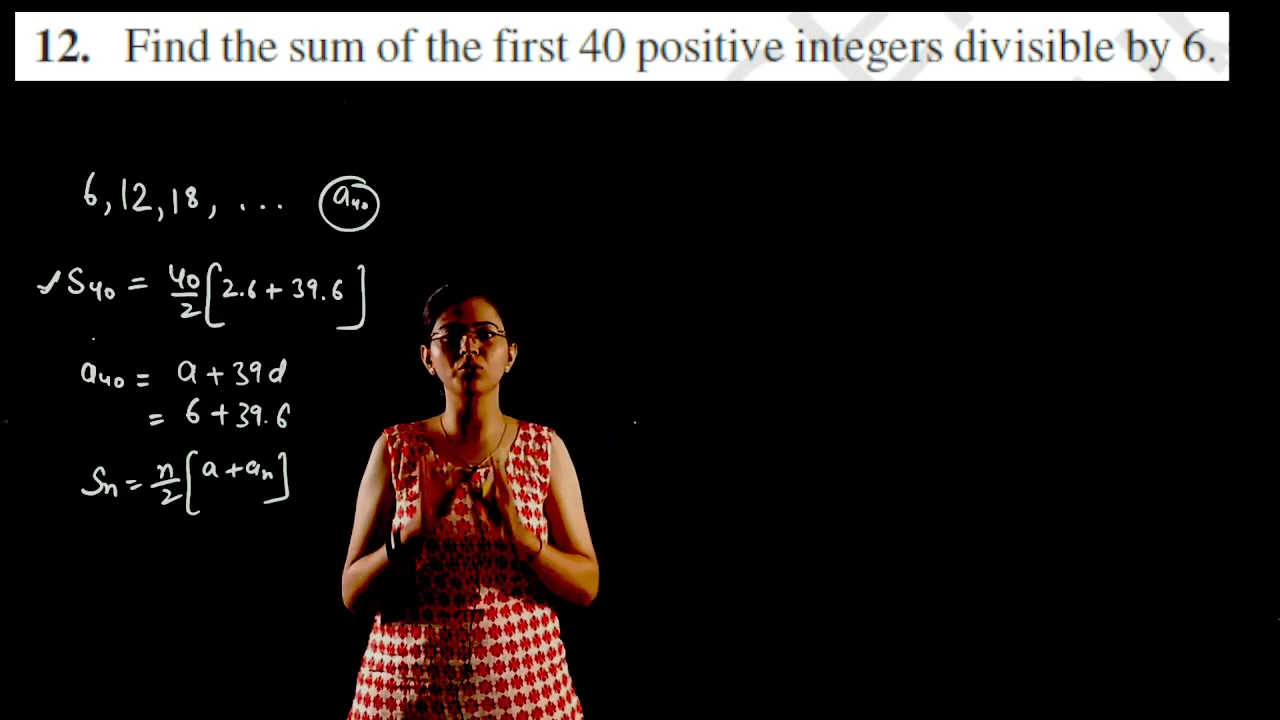 12. Find the sum of the first 40 positive integers divisible by 6.
6, 12, 18, ... a₄₀
S₄₀ = 40/2 [2.6 + 39.6]
a₄₀ = a + 39d
= 6 + 39.6
Sₙ = n/2 [a + aₙ]